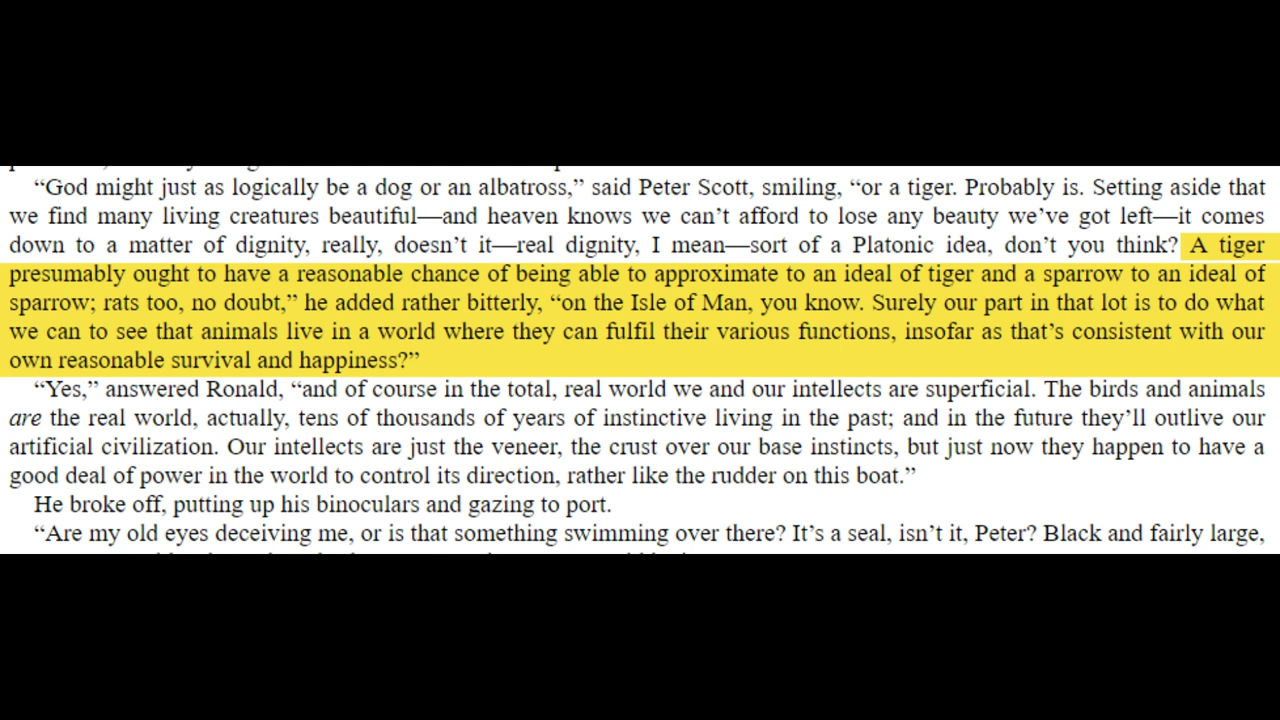 “God might just as logically be a dog or an albatross,” said Peter Scott, smiling, “or a tiger. Probably is. Setting aside that
we find many living creatures beautiful—and heaven knows we can’t afford to lose any beauty we’ve got left—it comes
down to a matter of dignity, really, doesn’t it—real dignity, I mean—sort of a Platonic idea, don’t you think? A tiger
presumably ought to have a reasonable chance of being able to approximate to an ideal of tiger and a sparrow to an ideal of
sparrow; rats too, no doubt,” he added rather bitterly, “on the Isle of Man, you know. Surely our part in that lot is to do what
we can to see that animals live in a world where they can fulfil their various functions, insofar as that’s consistent with our
own reasonable survival and happiness?”
“Yes,” answered Ronald, “and of course in the total, real world we and our intellects are superficial. The birds and animals
are the real world, actually, tens of thousands of years of instinctive living in the past; and in the future they’ll outlive our
artificial civilization. Our intellects are just the veneer, the crust over our base instincts, but just now they happen to have a
good deal of power in the world to control its direction, rather like the rudder on this boat.”
He broke off, putting up his binoculars and gazing to port.
“Are my old eyes deceiving me, or is that something swimming over there? It’s a seal, isn’t it, Peter? Black and fairly large,